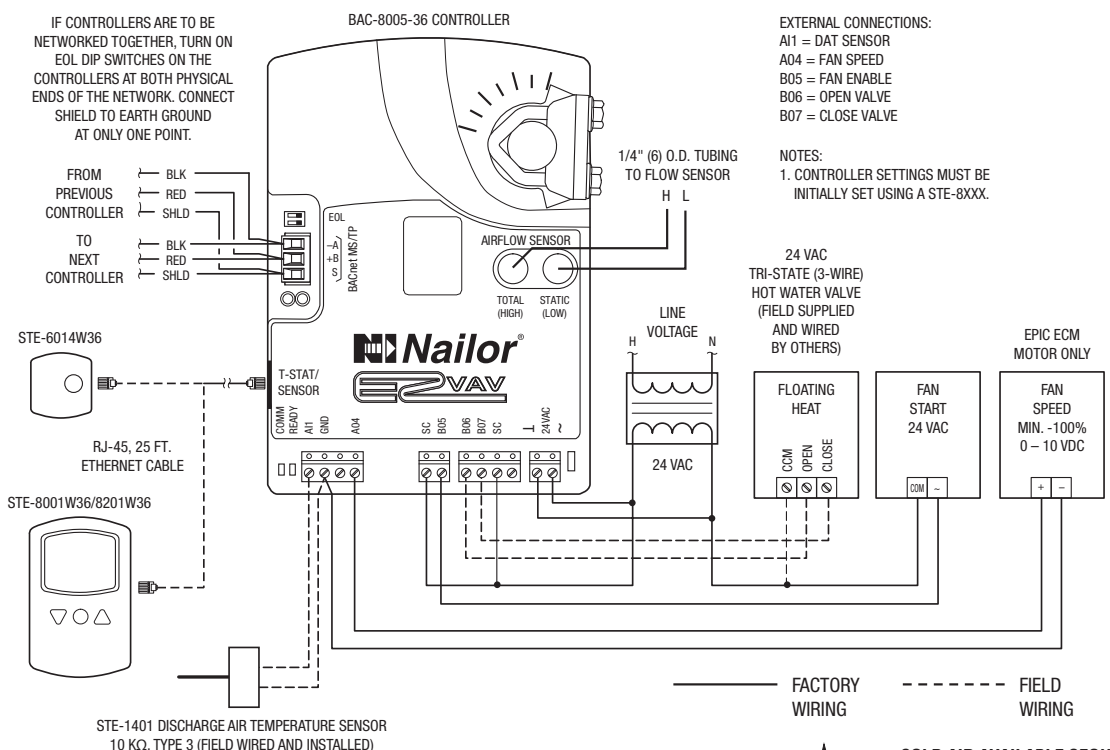 IF CONTROLLERS ARE TO BE
NETWORKED TOGETHER, TURN ON
EOL DIP SWITCHES ON THE
CONTROLLERS AT BOTH PHYSICAL
ENDS OF THE NETWORK. CONNECT
SHIELD TO EARTH GROUND
AT ONLY ONE POINT.
BAC-8005-36 CONTROLLER
EXTERNAL CONNECTIONS:
AI1 = DAT SENSOR
A04 = FAN SPEED
B05 = FAN ENABLE
B06 = OPEN VALVE
B07 = CLOSE VALVE
NOTES:
1. CONTROLLER SETTINGS MUST BE
INITIALLY SET USING A STE-8XXX.
1/4" (6) O.D. TUBING
TO FLOW SENSOR
H L
FROM
PREVIOUS
CONTROLLER
BLK
RED
SHLD
TO
NEXT
CONTROLLER
BLK
RED
SHLD
EOL
–A
+B
S
BACnet MS/TP
AIRFLOW SENSOR
TOTAL
(HIGH)
STATIC
(LOW)
Nailor®
EZVAV
T-STAT/
SENSOR
COMM
READY
AI1
GND
A04
SC
B05
B06
B07
SC
⊥
24VAC
~
LINE
VOLTAGE
H N
24 VAC
24 VAC
TRI-STATE (3-WIRE)
HOT WATER VALVE
(FIELD SUPPLIED
AND WIRED
BY OTHERS)
FLOATING
HEAT
CCM
OPEN
CLOSE
FAN
START
24 VAC
COM ~
EPIC ECM
MOTOR ONLY
FAN
SPEED
MIN. -100%
0 – 10 VDC
+ –
STE-6014W36
RJ-45, 25 FT.
ETHERNET CABLE
STE-8001W36/8201W36
STE-1401 DISCHARGE AIR TEMPERATURE SENSOR
10 KΩ, TYPE 3 (FIELD WIRED AND INSTALLED)
FACTORY
WIRING
FIELD
WIRING